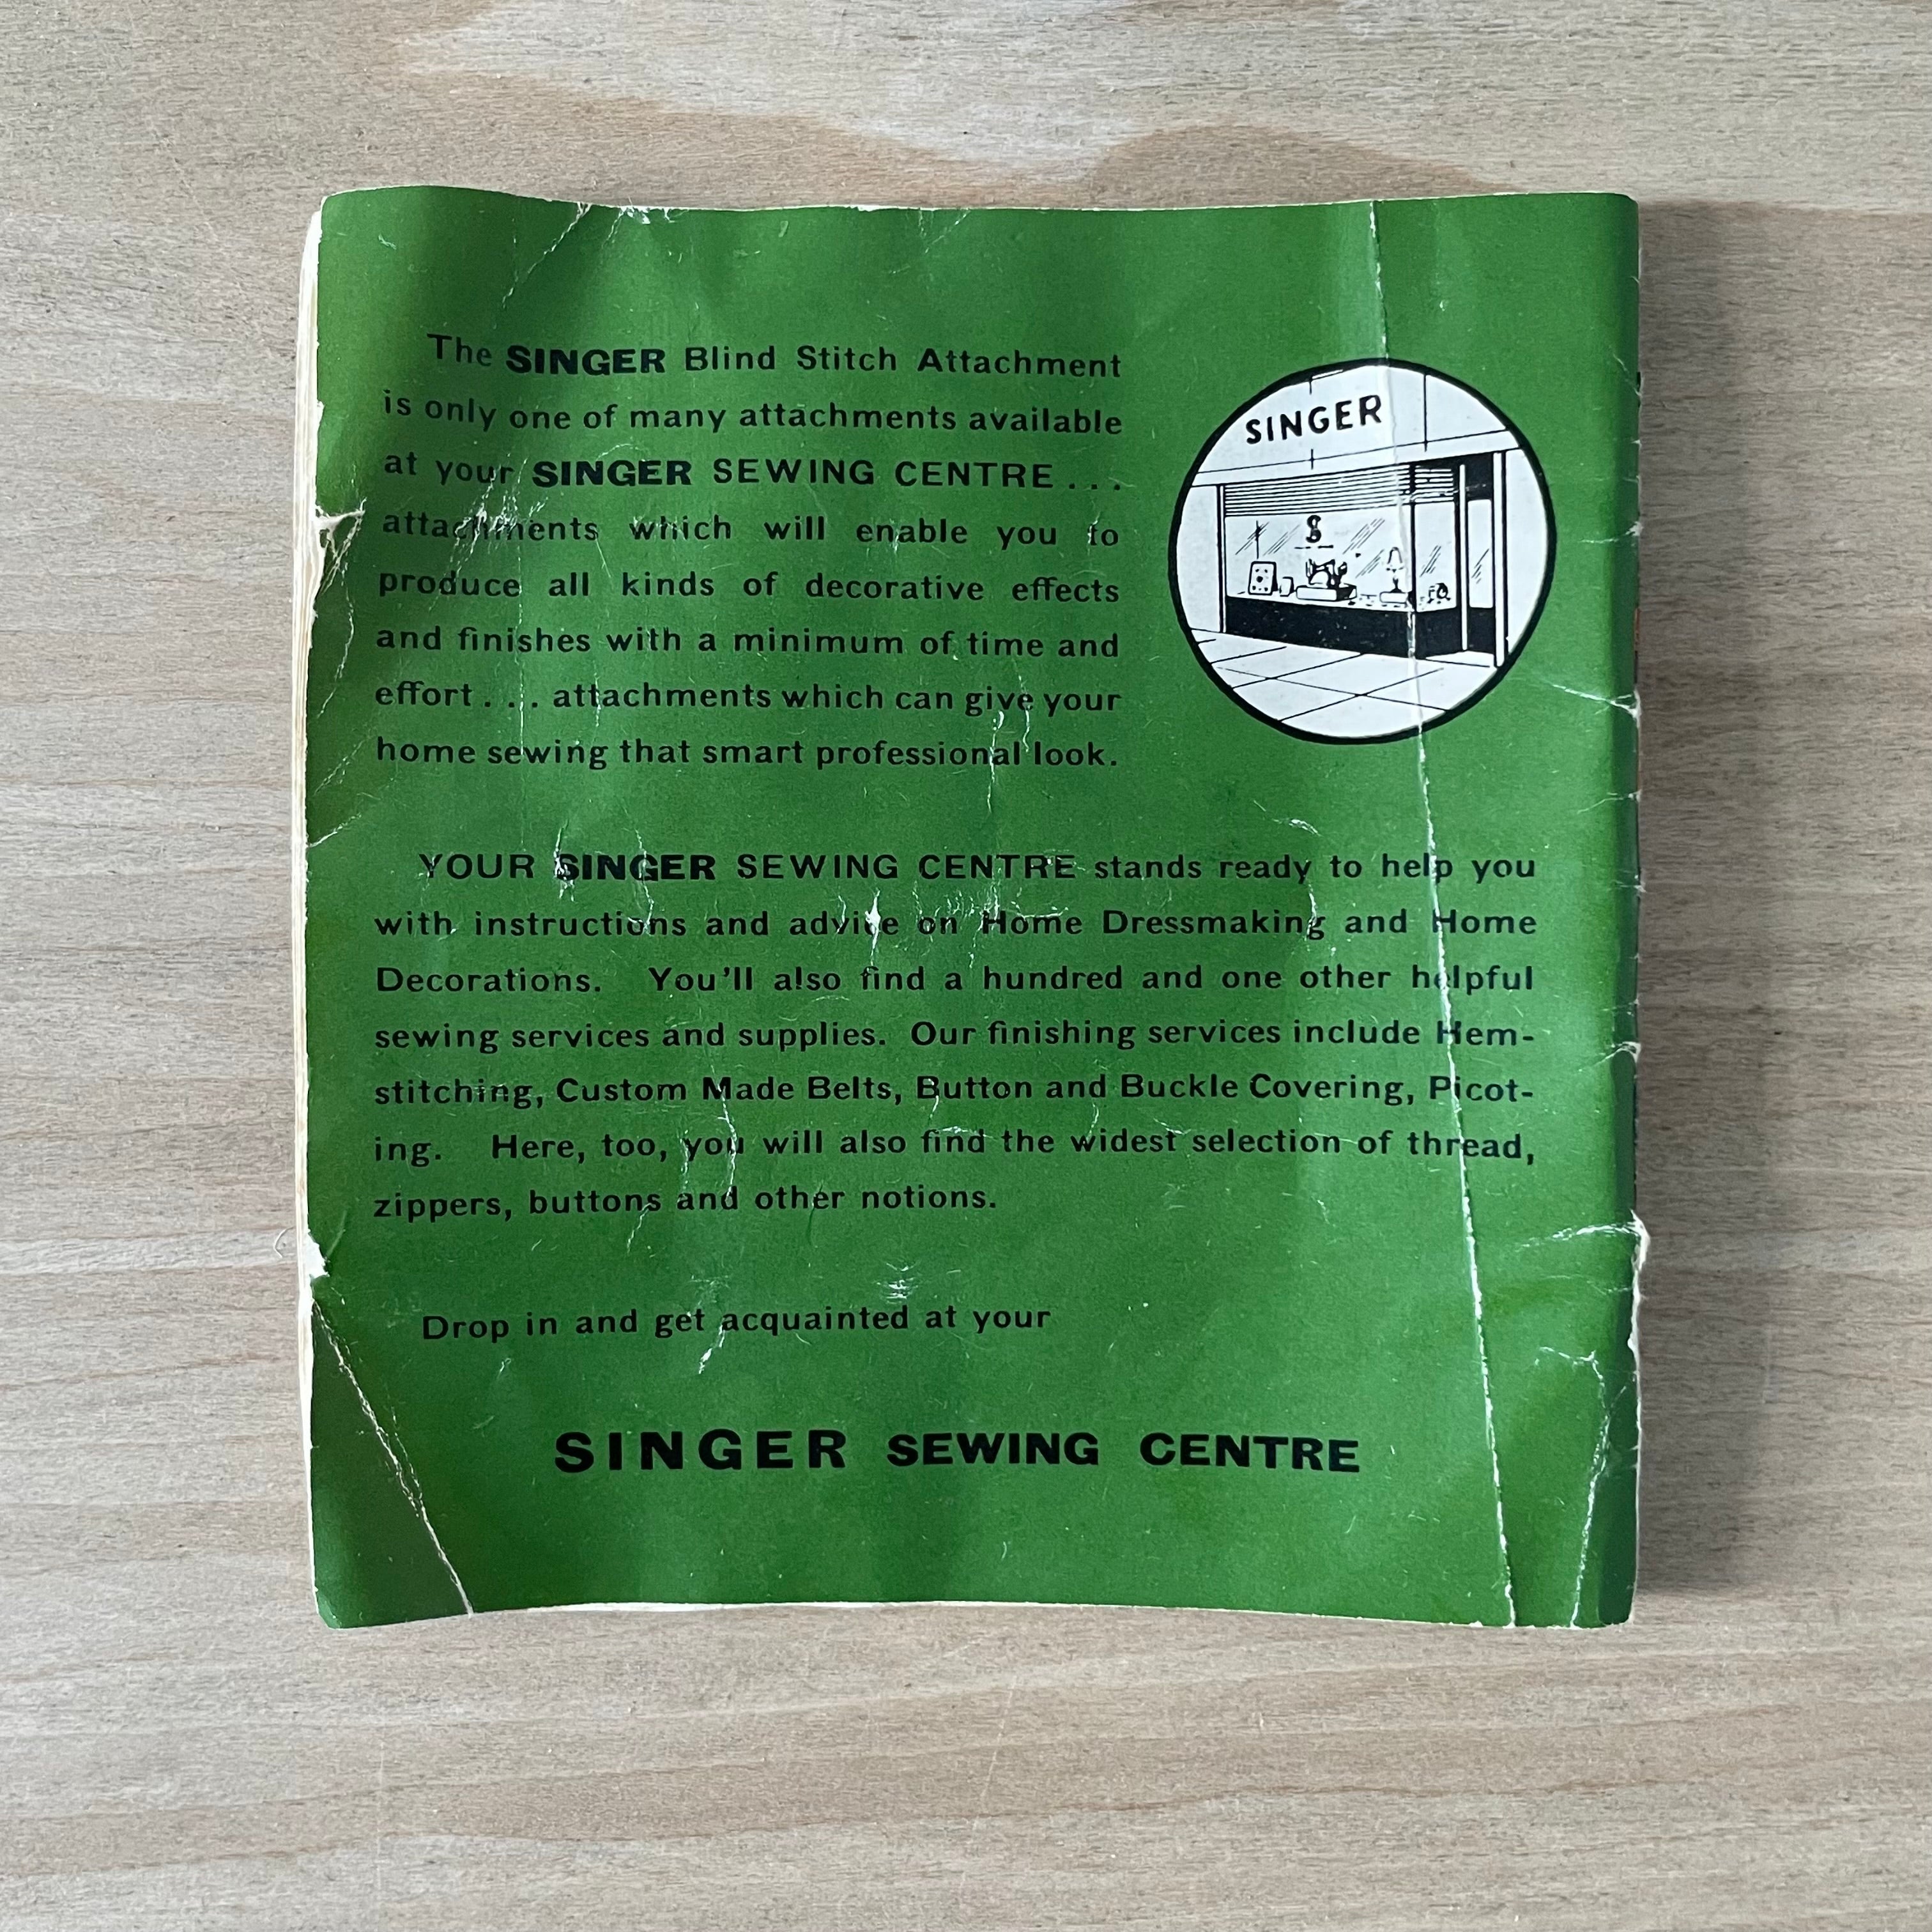 The SINGER Blind Stitch Attachment
is only one of many attachments available
at your SINGER SEWING CENTRE...
attachments which will enable you to
produce all kinds of decorative effects
and finishes with a minimum of time and
effort... attachments which can give your
home sewing that smart professional look.
SINGER
S
YOUR SINGER SEWING CENTRE stands ready to help you
with instructions and advice on Home Dressmaking and Home
Decorations. You'll also find a hundred and one other helpful
sewing services and supplies. Our finishing services include Hem-
stitching, Custom Made Belts, Button and Buckle Covering, Picot-
ing. Here, too, you will also find the widest selection of thread,
zippers, buttons and other notions.
Drop in and get acquainted at your
SINGER SEWING CENTRE